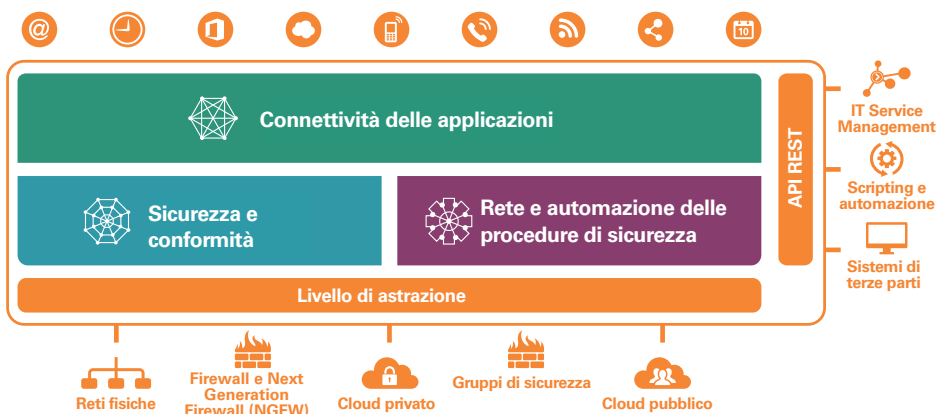 @
10
Connettività delle applicazioni
Sicurezza e
conformità
Rete e automazione delle
procedure di sicurezza
Livello di astrazione
API REST
IT Service
Management
Scripting e
automazione
Sistemi di
terze parti
Reti fisiche
Firewall e Next
Generation
Firewall (NGFW)
Cloud privato
Gruppi di sicurezza
Cloud pubblico